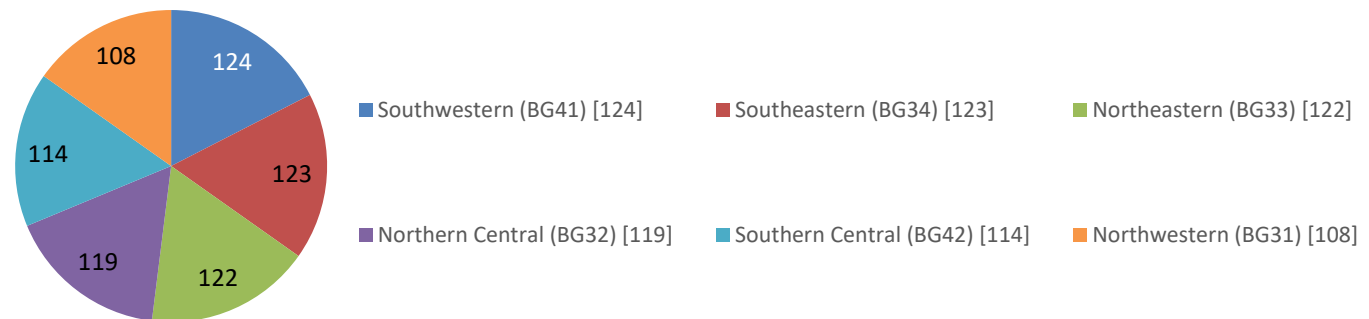 108
124
114
123
119
122
Southwestern (BG41) [124]
Southeastern (BG34) [123]
Northeastern (BG33) [122]
Northern Central (BG32) [119]
Southern Central (BG42) [114]
Northwestern (BG31) [108]